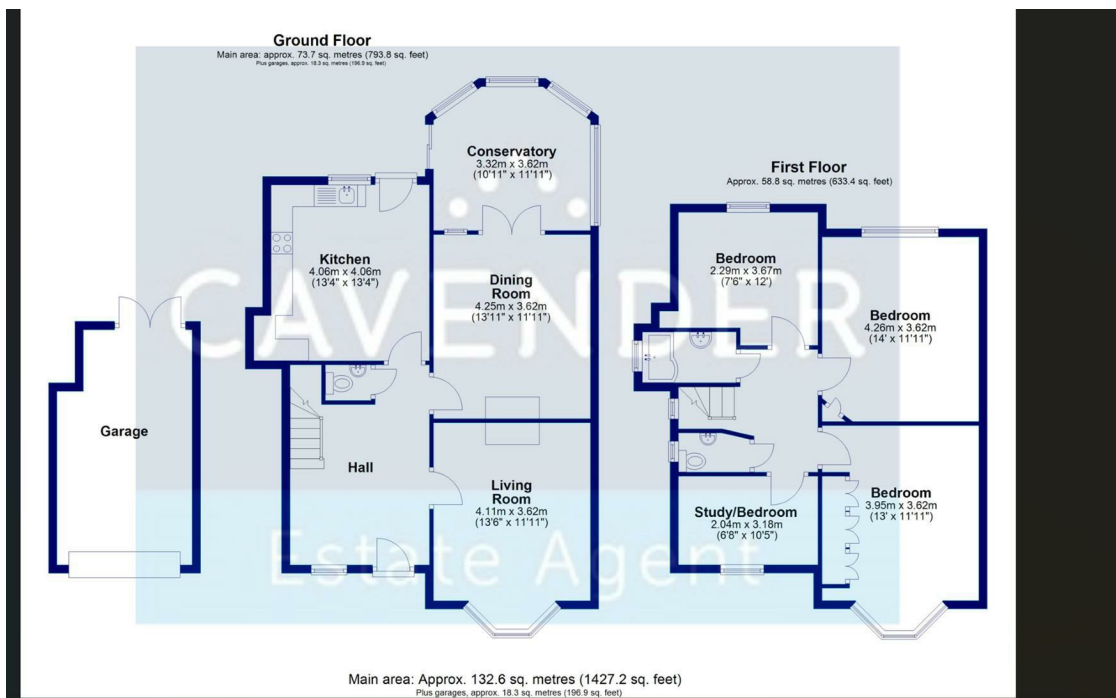 Ground Floor
Main area: approx. 73.7 sq. metres (793.8 sq. feet)
Plus garages, approx. 18.3 sq. metres (196.9 sq. feet)
Conservatory
3.32m x 3.62m
(10'11" x 11'11")
Kitchen
4.06m x 4.06m
(13'4" x 13'4")
Dining
Room
4.25m x 3.62m
(13'11" x 11'11")
Garage
Hall
Living
Room
4.11m x 3.62m
(13'6" x 11'11")
First Floor
Approx. 58.8 sq. metres (633.4 sq. feet)
Bedroom
2.29m x 3.67m
(7'6" x 12')
Bedroom
4.26m x 3.62m
(14' x 11'11")
Study/Bedroom
2.04m x 3.18m
(6'8" x 10'5")
Bedroom
3.95m x 3.62m
(13' x 11'11")
CAVENDER
Estate Agent
Main area: Approx. 132.6 sq. metres (1427.2 sq. feet)
Plus garages, approx. 18.3 sq. metres (196.9 sq. feet)